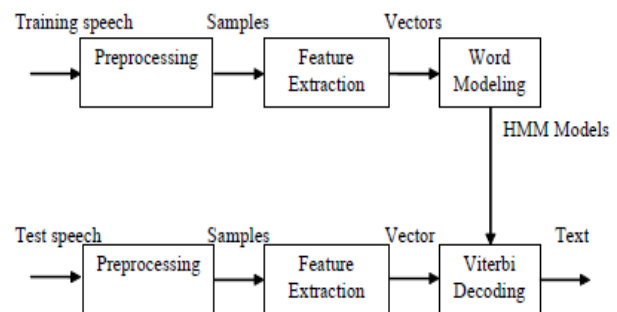 Training speech Samples Vectors
Preprocessing Feature Extraction Word Modeling
HMM Models
Test speech Samples Vector Text
Preprocessing Feature Extraction Viterbi Decoding